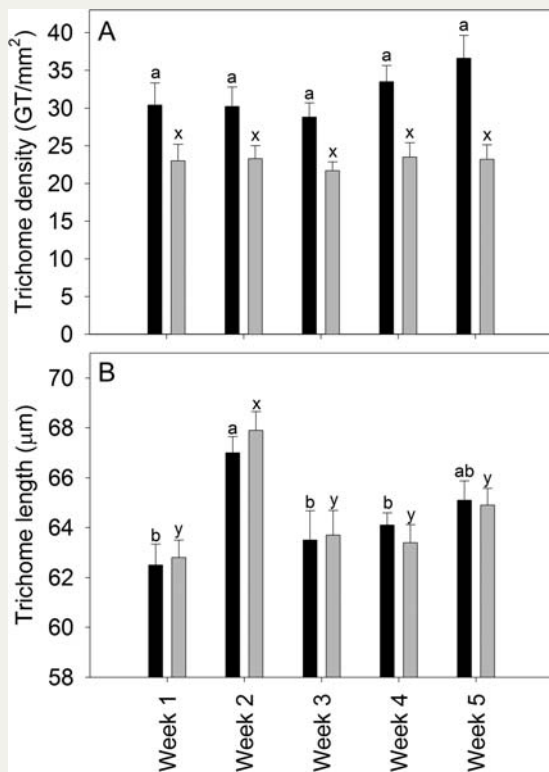 A
Trichome density (GT/mm²)
40
35
30
25
20
15
10
5
0
a x a x a x a x a x
B
Trichome length (μm)
70
68
66
64
62
60
58
b y a x b y b y ab y
Week 1
Week 2
Week 3
Week 4
Week 5